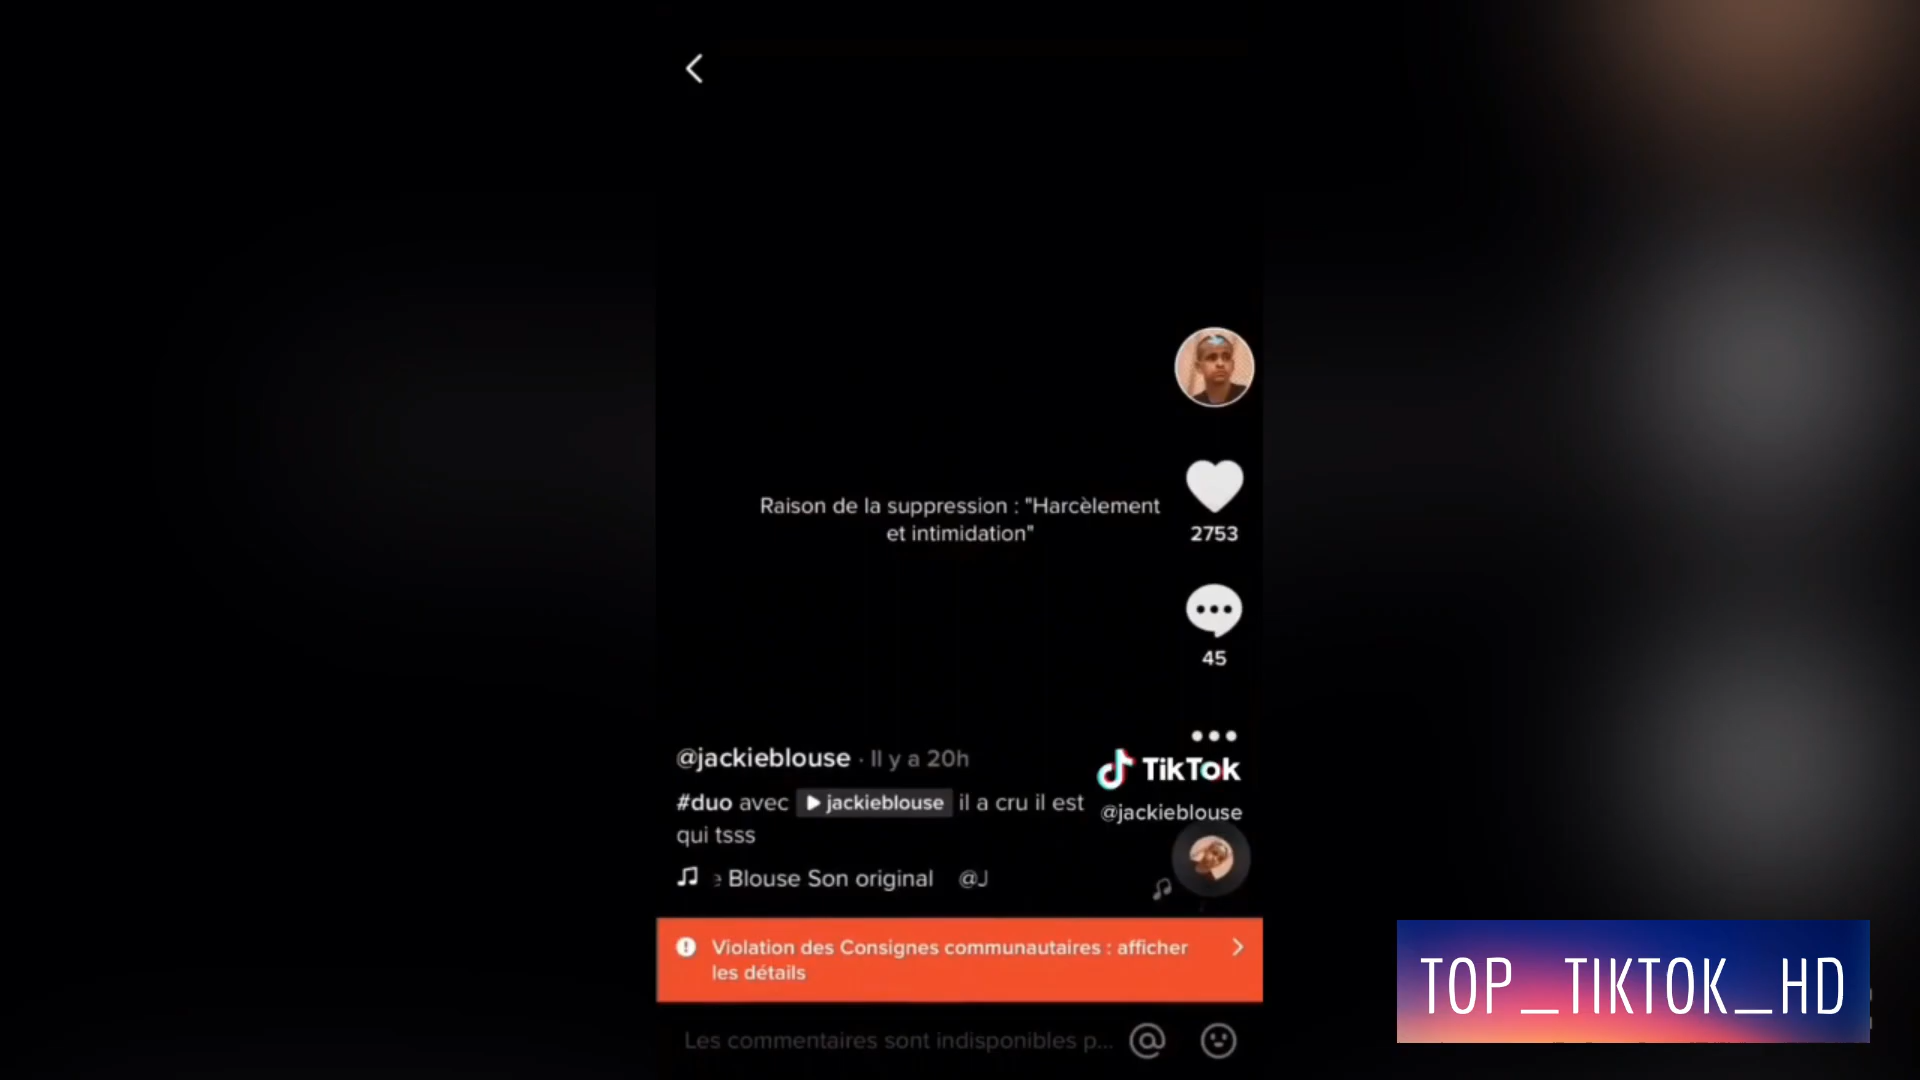 Raison de la suppression : "Harcèlement
et intimidation"
2753
45
@jackieblouse · Il y a 20h
TikTok
#duo avec jackieblouse il a cru il est
@jackieblouse
qui tsss
Blouse Son original @J
Violation des Consignes communautaires : afficher
les détails
Les commentaires sont indisponibles p...
TOP_TIKTOK_HD